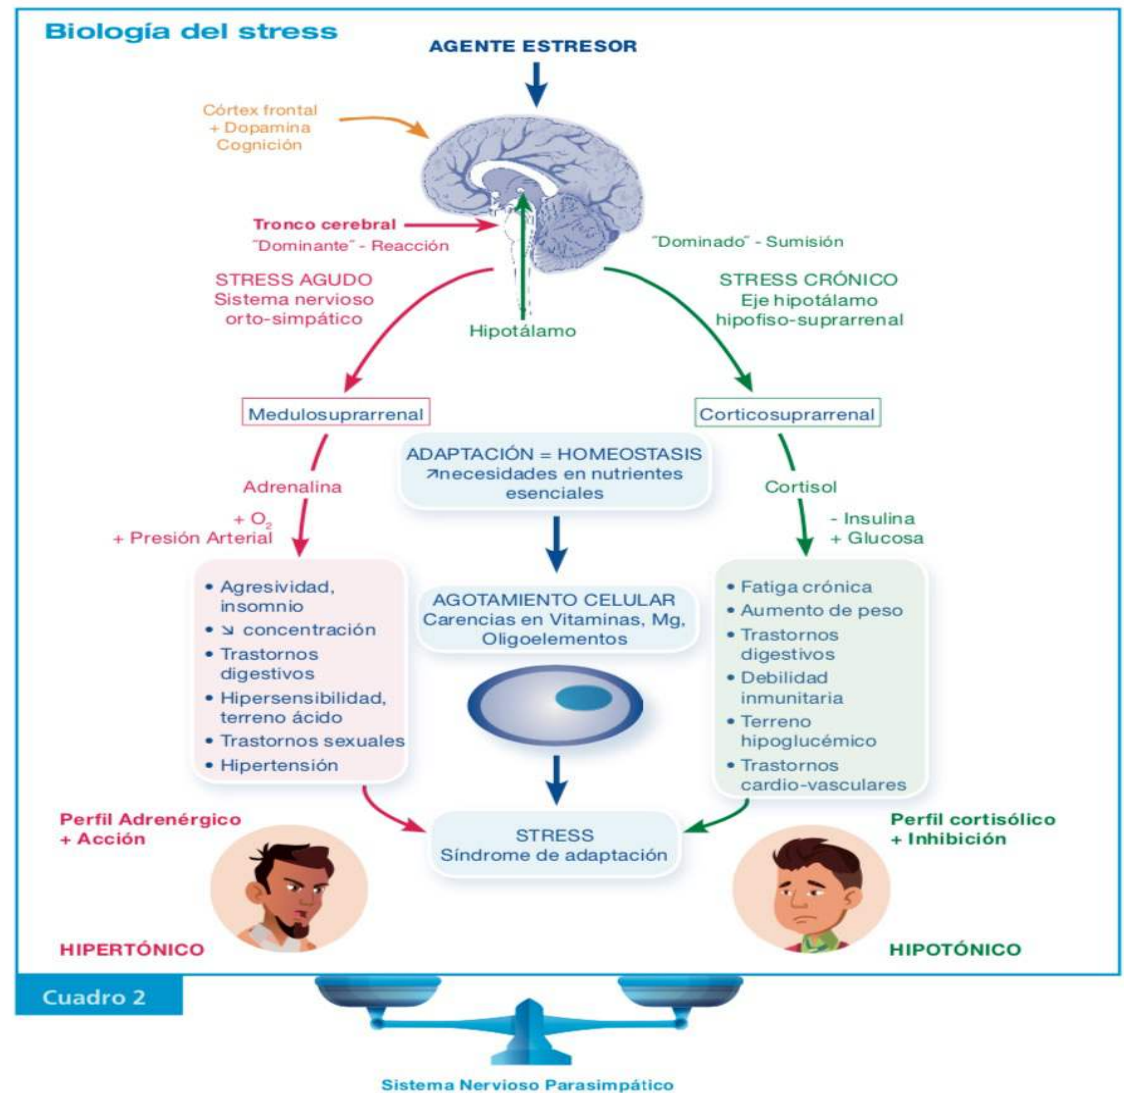 Biología del stress
AGENTE ESTRESOR
Córtex frontal
+ Dopamina
Cognición
Tronco cerebral
"Dominante" - Reacción
STRESS AGUDO
Sistema nervioso
orto-simpático
Hipotálamo
"Dominado" - Sumisión
STRESS CRÓNICO
Eje hipotálamo
hipofiso-suprarrenal
Medulosuprarrenal
Corticosuprarrenal
Adrenalina
+ O₂
+ Presión Arterial
Cortisol
- Insulina
+ Glucosa
ADAPTACIÓN = HOMEOSTASIS
↗necesidades en nutrientes
esenciales
• Agresividad,
insomnio
• ↘ concentración
• Trastornos
digestivos
• Hipersensibilidad,
terreno ácido
• Trastornos sexuales
• Hipertensión
AGOTAMIENTO CELULAR
Carencias en Vitaminas, Mg,
Oligoelementos
• Fatiga crónica
• Aumento de peso
• Trastornos
digestivos
• Debilidad
inmunitaria
• Terreno
hipoglucémico
• Trastornos
cardio-vasculares
Perfil Adrenérgico
+ Acción
STRESS
Síndrome de adaptación
Perfil cortisólico
+ Inhibición
HIPERTÓNICO
HIPOTÓNICO
Cuadro 2
Sistema Nervioso Parasimpático